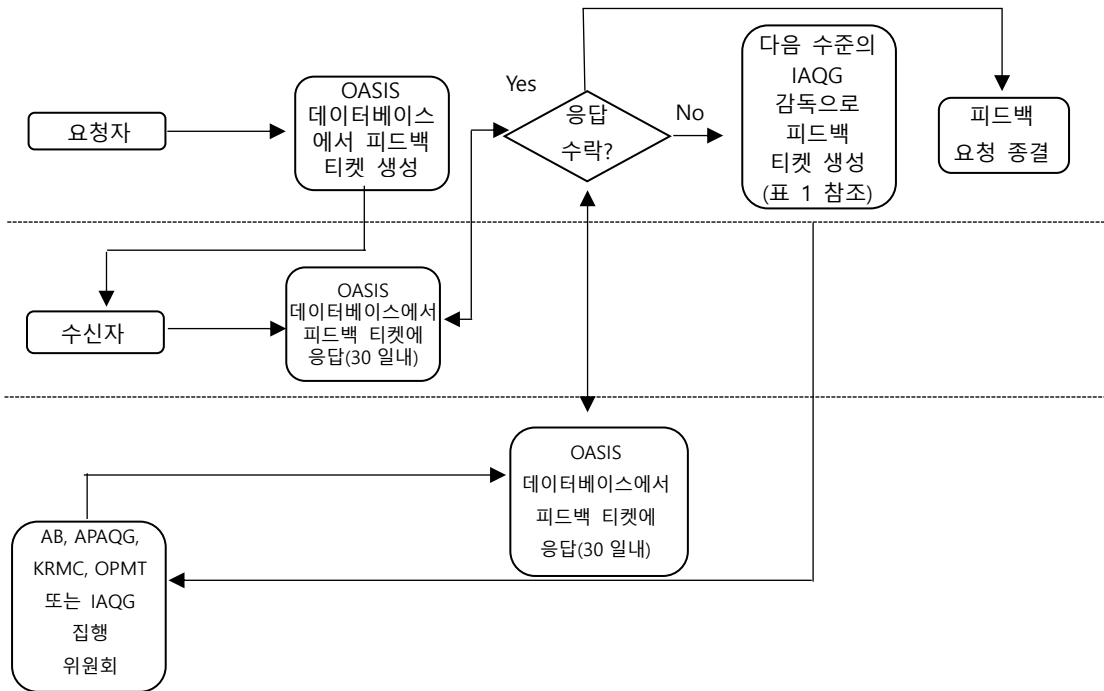 요청자
OASIS
데이터베이스
에서 피드백
티켓 생성
Yes
응답
수락?
No
다음 수준의
IAQG
감독으로
피드백
티켓 생성
(표 1 참조)
피드백
요청 종결
수신자
OASIS
데이터베이스에서
피드백 티켓에
응답(30 일내)
OASIS
데이터베이스에서
피드백 티켓에
응답(30 일내)
AB, APAQG,
KRMC, OPMT
또는 IAQG
집행
위원회